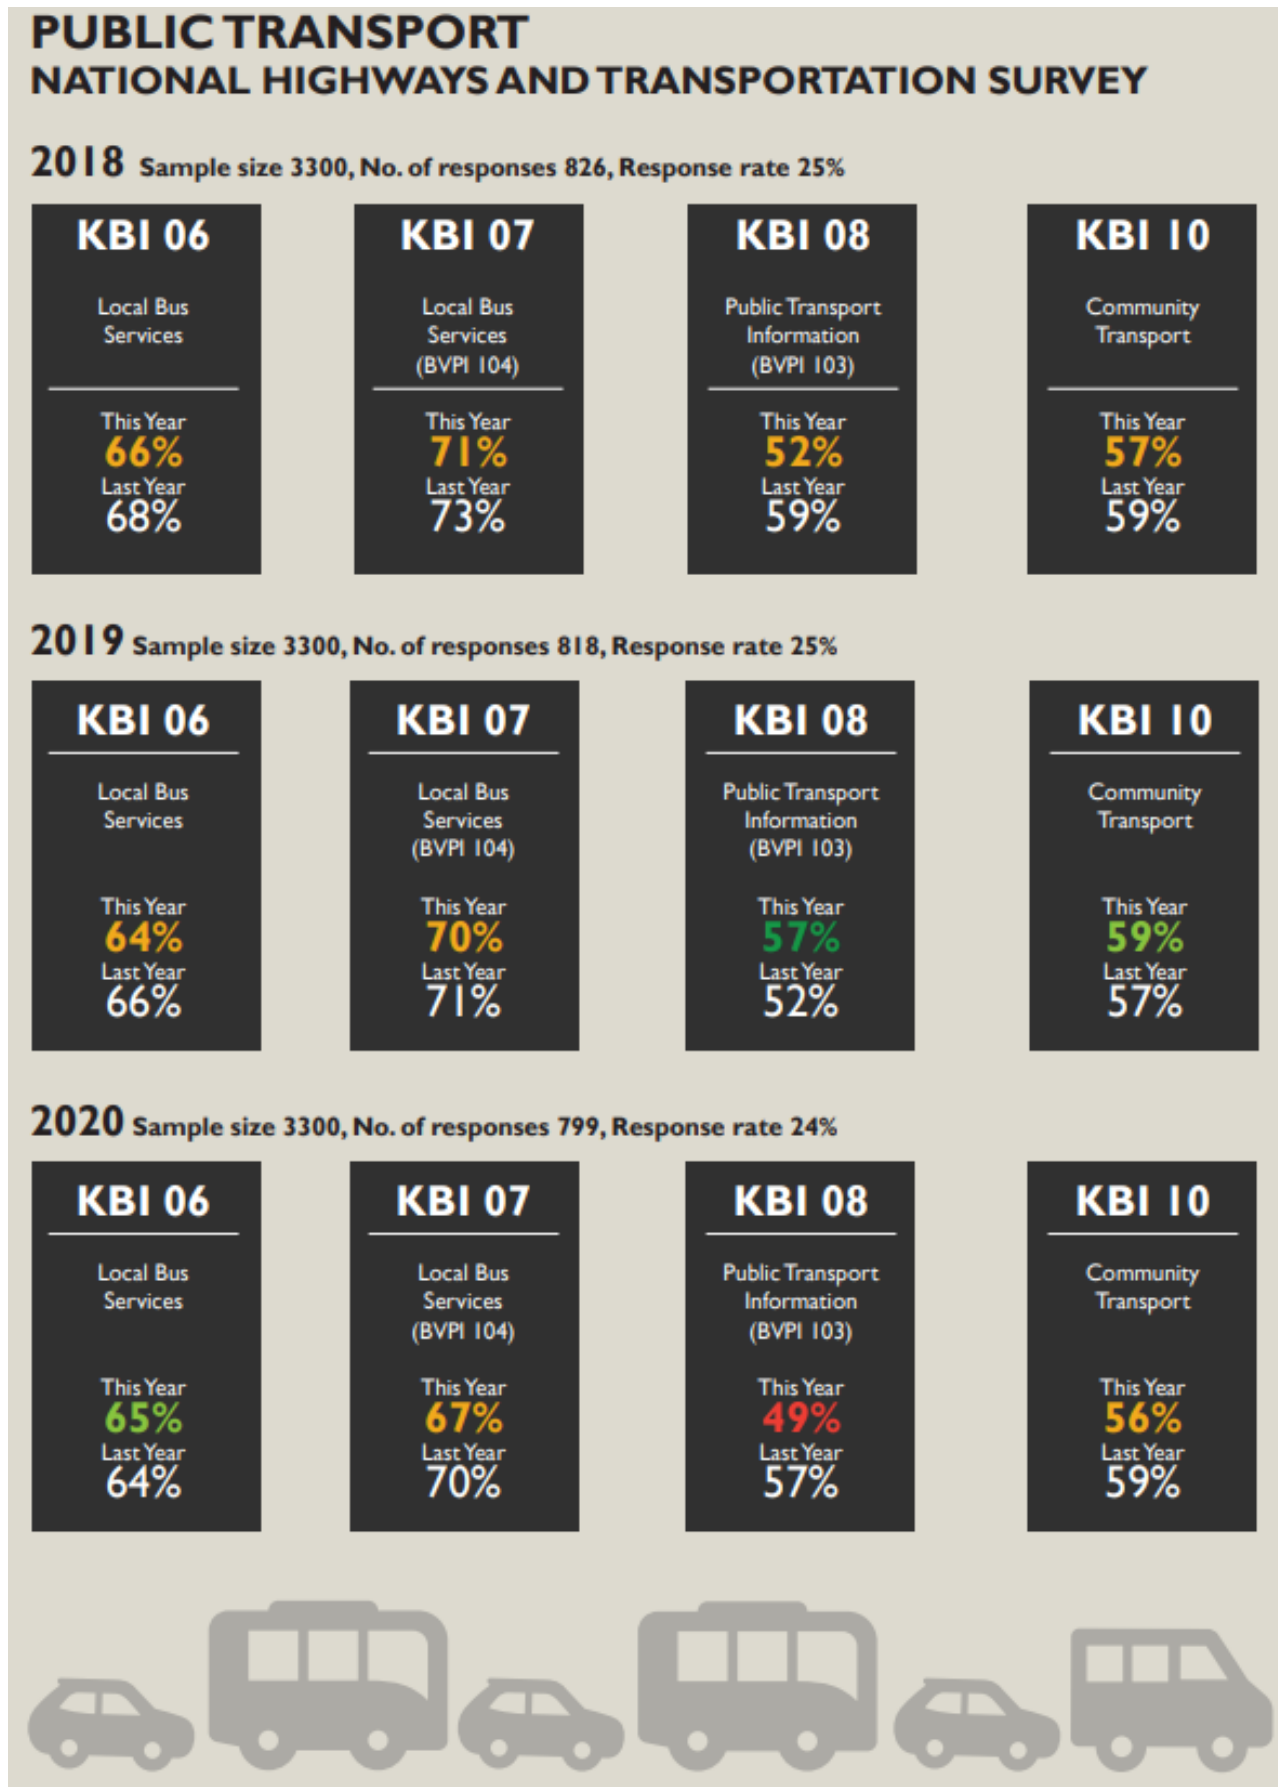 PUBLIC TRANSPORT
NATIONAL HIGHWAYS AND TRANSPORTATION SURVEY
2018 Sample size 3300, No. of responses 826, Response rate 25%
KBI 06
Local Bus
Services
This Year
66%
Last Year
68%
KBI 07
Local Bus
Services
(BVPI 104)
This Year
71%
Last Year
73%
KBI 08
Public Transport
Information
(BVPI 103)
This Year
52%
Last Year
59%
KBI 10
Community
Transport
This Year
57%
Last Year
59%
2019 Sample size 3300, No. of responses 818, Response rate 25%
KBI 06
Local Bus
Services
This Year
64%
Last Year
66%
KBI 07
Local Bus
Services
(BVPI 104)
This Year
70%
Last Year
71%
KBI 08
Public Transport
Information
(BVPI 103)
This Year
57%
Last Year
52%
KBI 10
Community
Transport
This Year
59%
Last Year
57%
2020 Sample size 3300, No. of responses 799, Response rate 24%
KBI 06
Local Bus
Services
This Year
65%
Last Year
64%
KBI 07
Local Bus
Services
(BVPI 104)
This Year
67%
Last Year
70%
KBI 08
Public Transport
Information
(BVPI 103)
This Year
49%
Last Year
57%
KBI 10
Community
Transport
This Year
56%
Last Year
59%